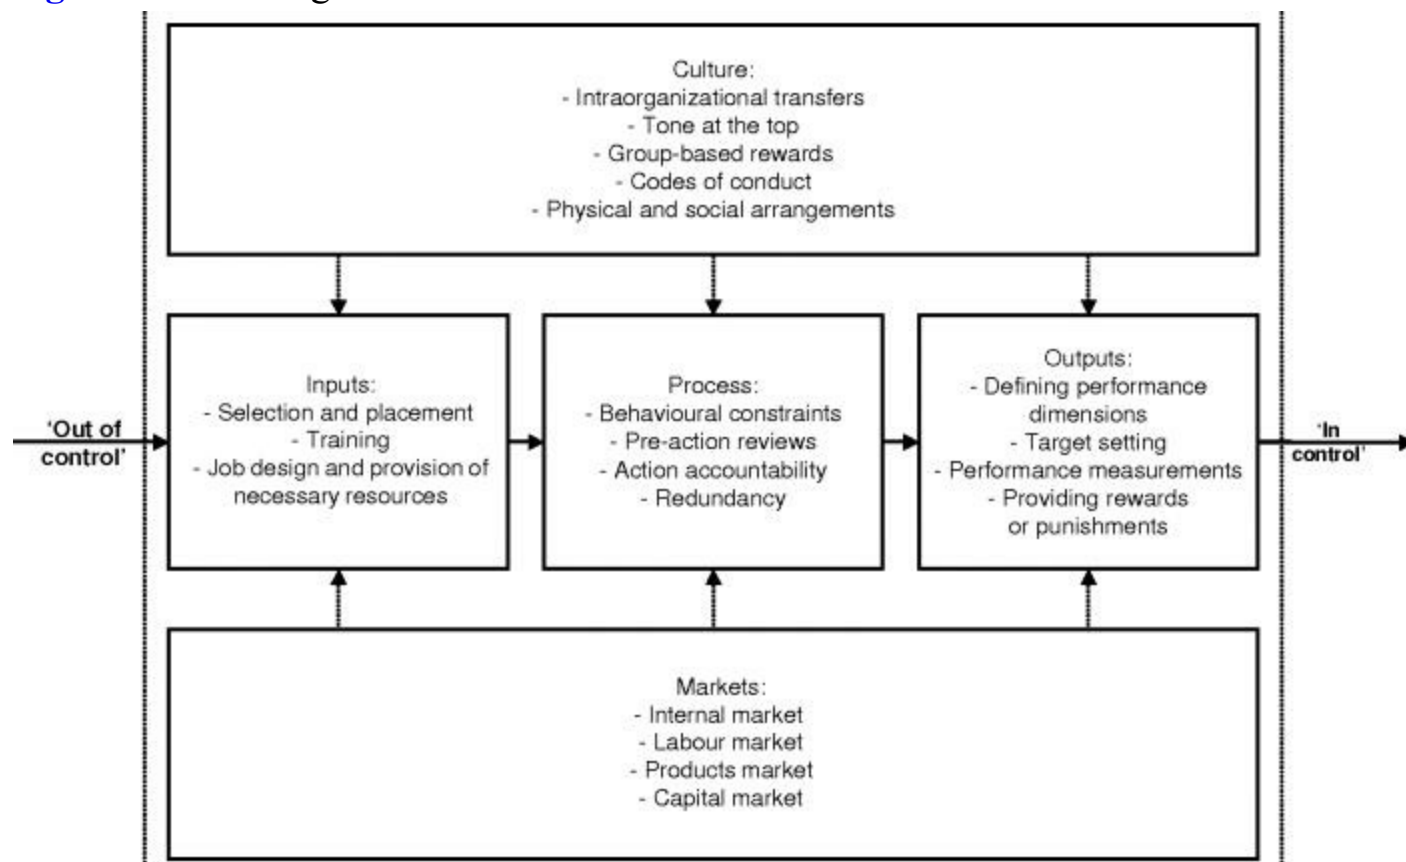 Culture:
- Intraorganizational transfers
- Tone at the top
- Group-based rewards
- Codes of conduct
- Physical and social arrangements
'Out of
control'
Inputs:
- Selection and placement
- Training
- Job design and provision of
necessary resources
Process:
- Behavioural constraints
- Pre-action reviews
- Action accountability
- Redundancy
Outputs:
- Defining performance
dimensions
- Target setting
- Performance measurements
- Providing rewards
or punishments
'In
control'
Markets:
- Internal market
- Labour market
- Products market
- Capital market